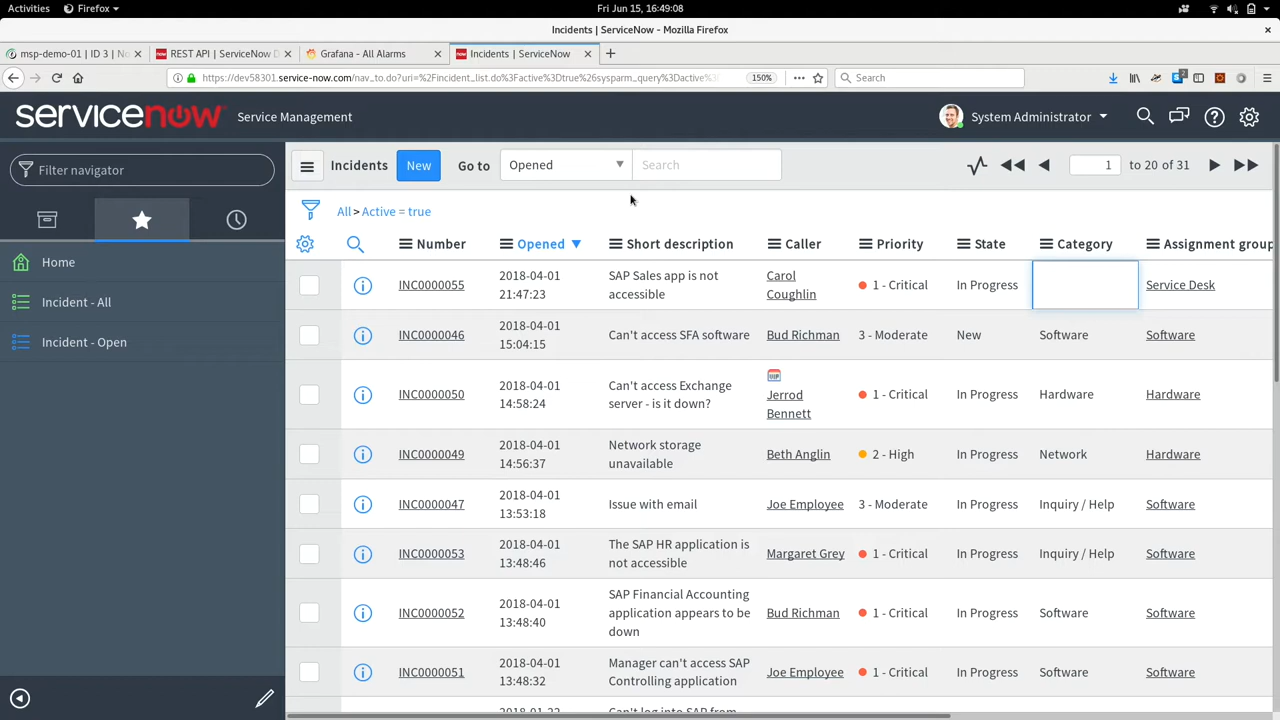 Activities Firefox Fri Jun 15, 16:49:08
Incidents | ServiceNow - Mozilla Firefox
msp-demo-01 | ID 3 | N REST API | ServiceNow D Grafana - All Alarms Incidents | ServiceNow
https://dev58301.service-now.com/nav_to.do?uri=%2Fincident_list.do%3Factive%3Dtrue%26sysparm_query%3Dactive% 150% Search
servicenow Service Management System Administrator
Filter navigator
Home
Incident - All
Incident - Open
Incidents New Go to Opened Search 1 to 20 of 31
All > Active = true
Number Opened Short description Caller Priority State Category Assignment group
INC0000055 2018-04-01 21:47:23 SAP Sales app is not accessible Carol Coughlin 1 - Critical In Progress Service Desk
INC0000046 2018-04-01 15:04:15 Can't access SFA software Bud Richman 3 - Moderate New Software Software
INC0000050 2018-04-01 14:58:24 Can't access Exchange server - is it down? VIP Jerrod Bennett 1 - Critical In Progress Hardware Hardware
INC0000049 2018-04-01 14:56:37 Network storage unavailable Beth Anglin 2 - High In Progress Network Hardware
INC0000047 2018-04-01 13:53:18 Issue with email Joe Employee 3 - Moderate In Progress Inquiry / Help Software
INC0000053 2018-04-01 13:48:46 The SAP HR application is not accessible Margaret Grey 1 - Critical In Progress Inquiry / Help Software
INC0000052 2018-04-01 13:48:40 SAP Financial Accounting application appears to be down Bud Richman 1 - Critical In Progress Software Software
INC0000051 2018-04-01 13:48:32 Manager can't access SAP Controlling application Joe Employee 1 - Critical In Progress Software Software
Can't log into SAP from